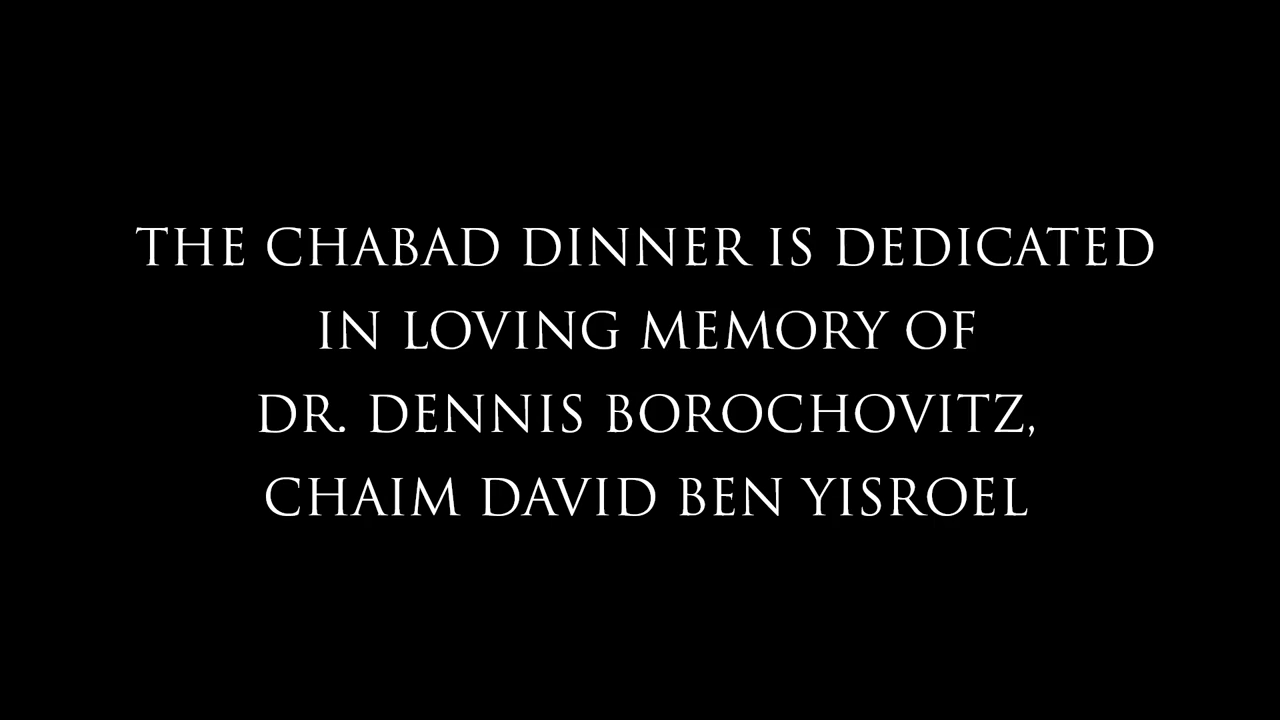 THE CHABAD DINNER IS DEDICATED
IN LOVING MEMORY OF
DR. DENNIS BOROCHOVITZ,
CHAIM DAVID BEN YISROEL